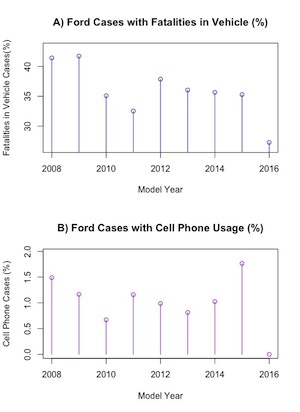 A) Ford Cases with Fatalities in Vehicle (%)
Fatalities in Vehicle Cases(%)
40
35
30
2008 2010 2012 2014 2016
Model Year
B) Ford Cases with Cell Phone Usage (%)
Cell Phone Cases (%)
2.0
1.5
1.0
0.5
0.0
2008 2010 2012 2014 2016
Model Year